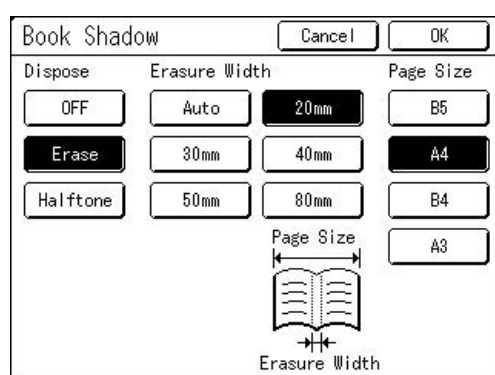 Book Shadow Cancel OK
Dispose Erasure Width Page Size
OFF Auto 20mm B5
Erase 30mm 40mm A4
Halftone 50mm 80mm B4
Page Size A3
Erasure Width